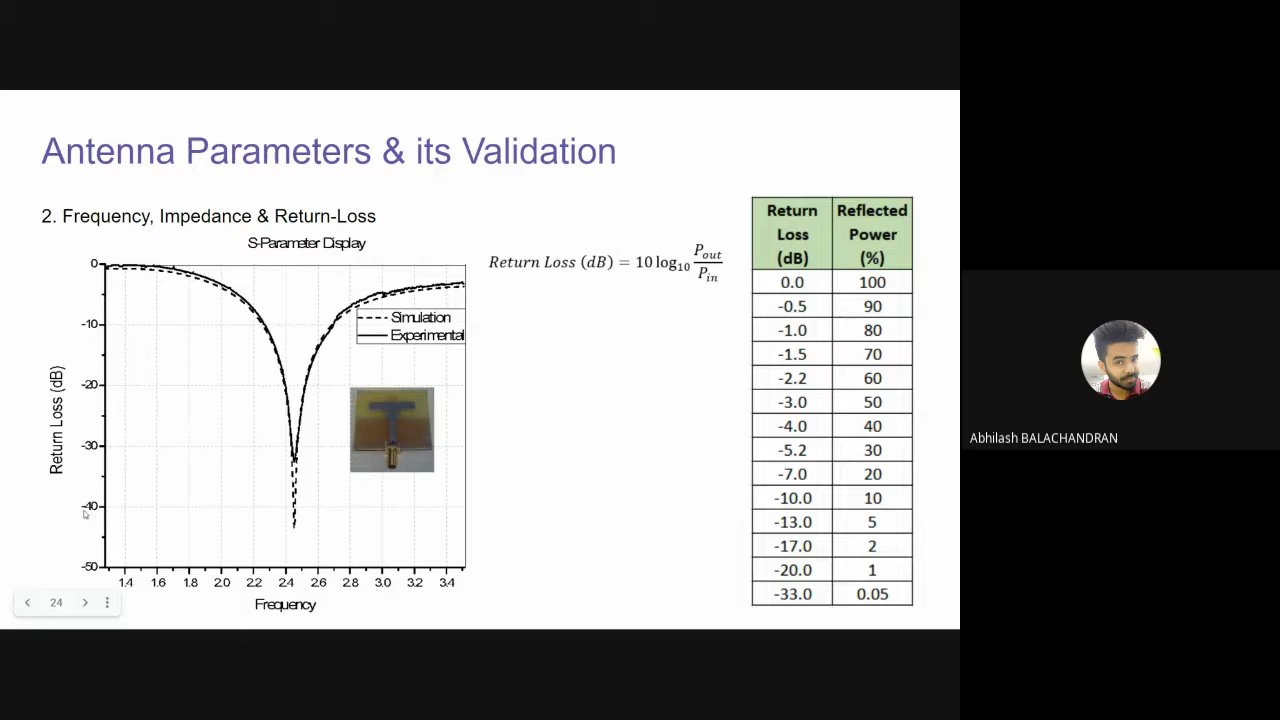 Antenna Parameters & its Validation
2. Frequency, Impedance & Return-Loss
S-Parameter Display
Return Loss (dB)
0
-10
-20
-30
-40
-50
1.4 1.6 1.8 2.0 2.2 2.4 2.6 2.8 3.0 3.2 3.4
Frequency
Simulation
Experimental
Return Loss (dB) = 10 log10 Pout/Pin
Return Loss (dB) Reflected Power (%)
0.0 100
-0.5 90
-1.0 80
-1.5 70
-2.2 60
-3.0 50
-4.0 40
-5.2 30
-7.0 20
-10.0 10
-13.0 5
-17.0 2
-20.0 1
-33.0 0.05
24
Abhilash BALACHANDRAN